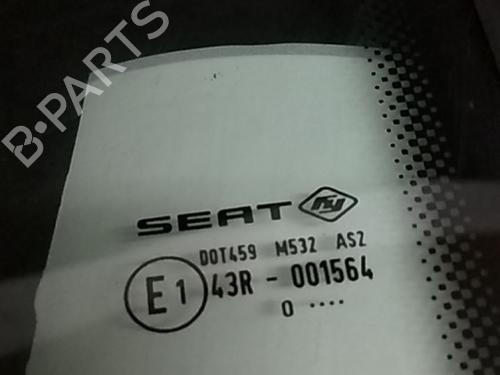 B-PARTS
SEAT
DOT459 M532 AS2
E1 43R - 001564
0 ....